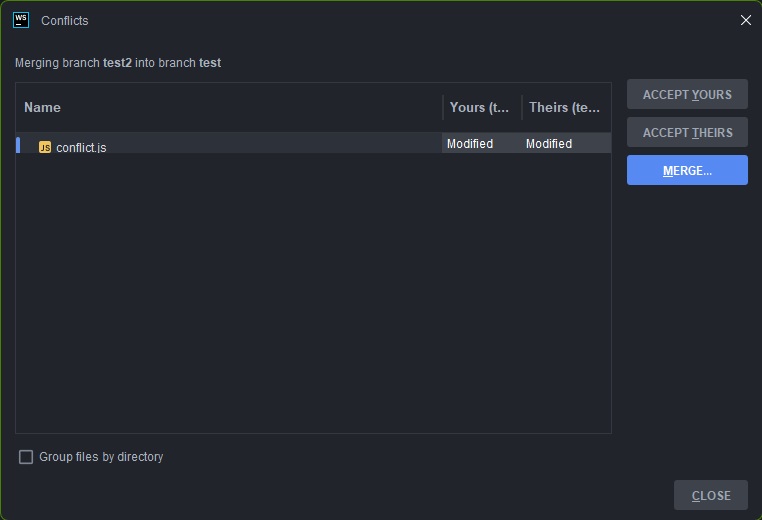 WS Conflicts
Merging branch test2 into branch test
Name Yours (t... Theirs (te...
JS conflict.js Modified Modified
ACCEPT YOURS
ACCEPT THEIRS
MERGE...
Group files by directory
CLOSE